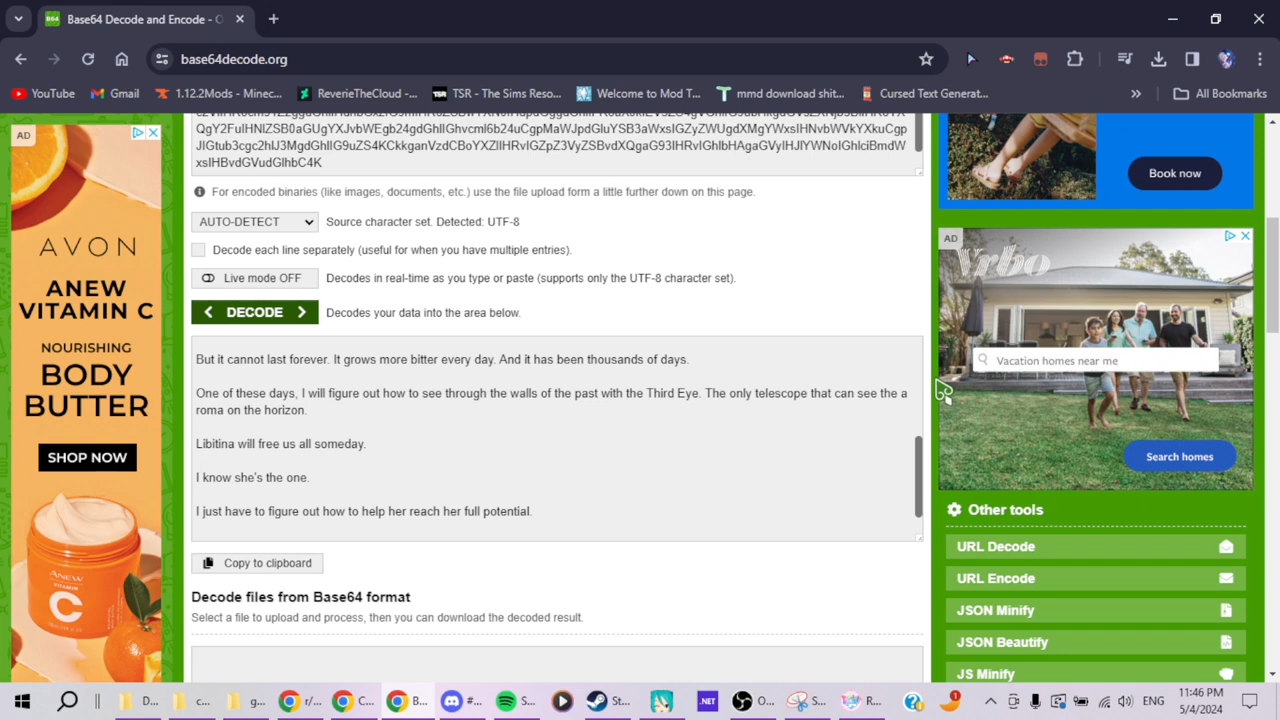 Base64 Decode and Encode - O
base64decode.org
YouTube
Gmail
1.12.2Mods - Minec...
ReverieTheCloud -...
TSR - The Sims Reso...
Welcome to Mod T...
mmd download shit...
Cursed Text Generat...
»
All Bookmarks
AD
AVON
ANEW
VITAMIN C
NOURISHING
BODY
BUTTER
SHOP NOW
ANEW
VITAMIN
C
xsIHBvdGVudGlhbC4K
For encoded binaries (like images, documents, etc.) use the file upload form a little further down on this page.
AUTO-DETECT
Source character set. Detected: UTF-8
Decode each line separately (useful for when you have multiple entries).
Live mode OFF
Decodes in real-time as you type or paste (supports only the UTF-8 character set).
DECODE
Decodes your data into the area below.
But it cannot last forever. It grows more bitter every day. And it has been thousands of days.
One of these days, I will figure out how to see through the walls of the past with the Third Eye. The only telescope that can see the a
roma on the horizon.
Libitina will free us all someday.
I know she's the one.
I just have to figure out how to help her reach her full potential.
Copy to clipboard
Decode files from Base64 format
Select a file to upload and process, then you can download the decoded result.
Book now
AD
Vrbo
Vacation homes near me
Search homes
Other tools
URL Decode
URL Encode
JSON Minify
JSON Beautify
JS Minify
D...
c...
g...
r/...
C...
B...
#...
S...
St...
.NET
O...
S...
R...
1
ENG
11:46 PM
5/4/2024